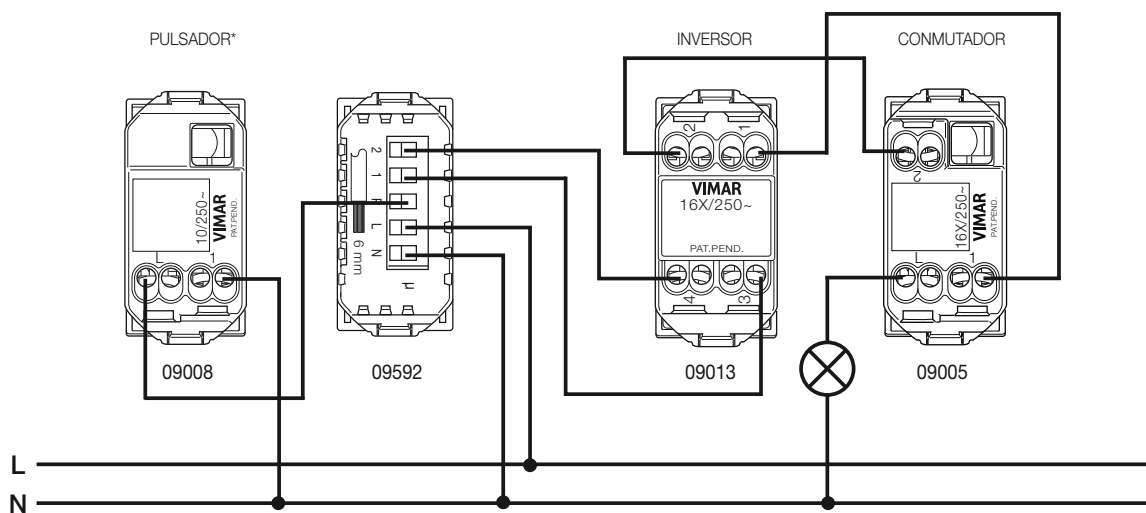 PULSADOR*
INVERSOR
CONMUTADOR
10/250~
VIMAR
PAT.PEND.
L
1
2
1
P
L
N
6 mm
µ
2
1
VIMAR
16X/250~
PAT.PEND.
4
3
2
16X/250~
VIMAR
PAT.PEND.
L
1
09008
09592
09013
09005
L
N